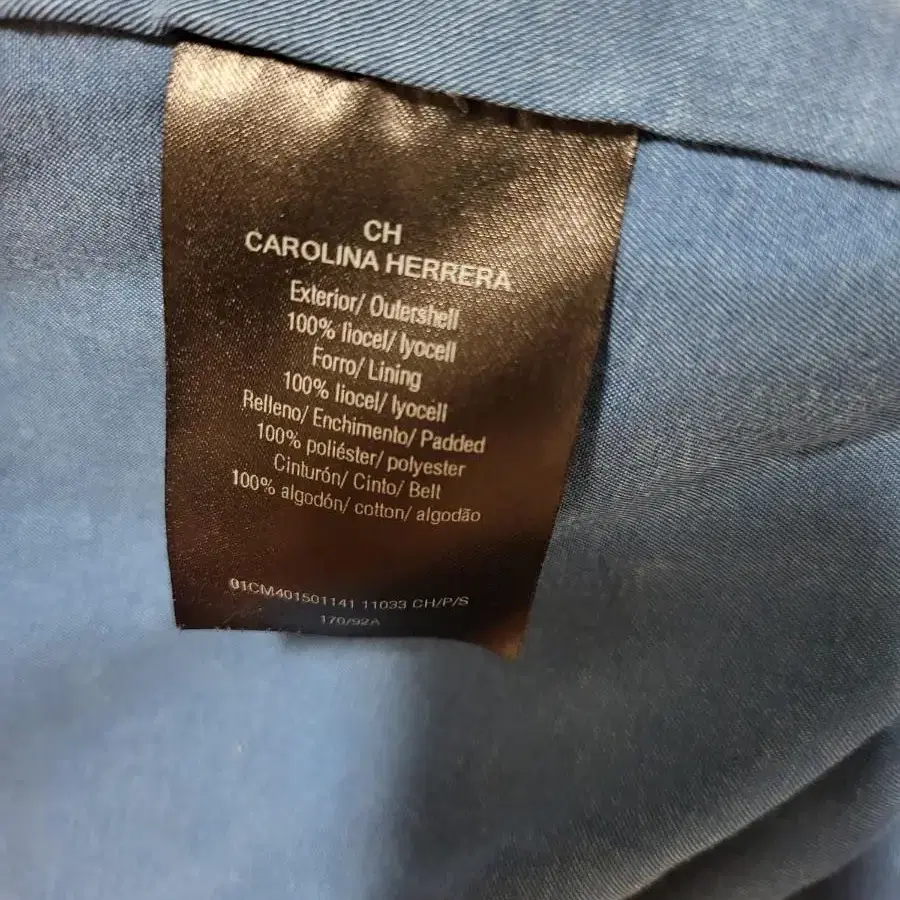 CH
CAROLINA HERRERA
Exterior/ Outershell
100% liocel/ lyocell
Forro/ Lining
100% liocel/ lyocell
Relleno/ Enchimento/ Padded
100% poliéster/ polyester
Cinturón/ Cinto/ Belt
100% algodón/ cotton/ algodão
01CM401501141 11033 CH/P/S
170/92A